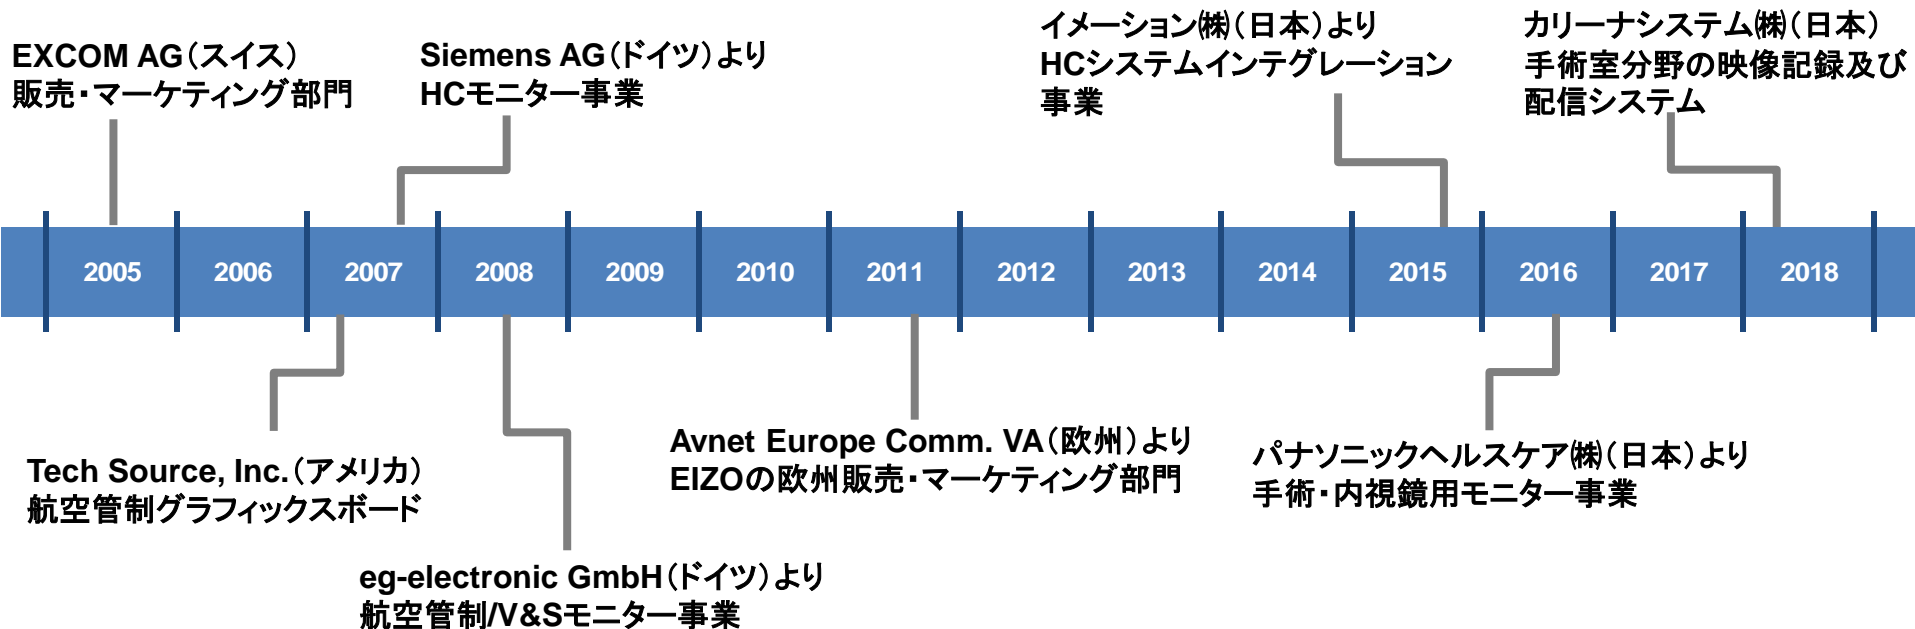 EXCOM AG（スイス）
販売・マーケティング部門
Siemens AG（ドイツ）より
HCモニター事業
イメーション㈱（日本）より
HCシステムインテグレーション
事業
カリーナシステム㈱（日本）
手術室分野の映像記録及び
配信システム
2005 2006 2007 2008 2009 2010 2011 2012 2013 2014 2015 2016 2017 2018
Tech Source, Inc.（アメリカ）
航空管制グラフィックスボード
eg-electronic GmbH（ドイツ）より
航空管制/V&Sモニター事業
Avnet Europe Comm. VA（欧州）より
EIZOの欧州販売・マーケティング部門
パナソニックヘルスケア㈱（日本）より
手術・内視鏡用モニター事業